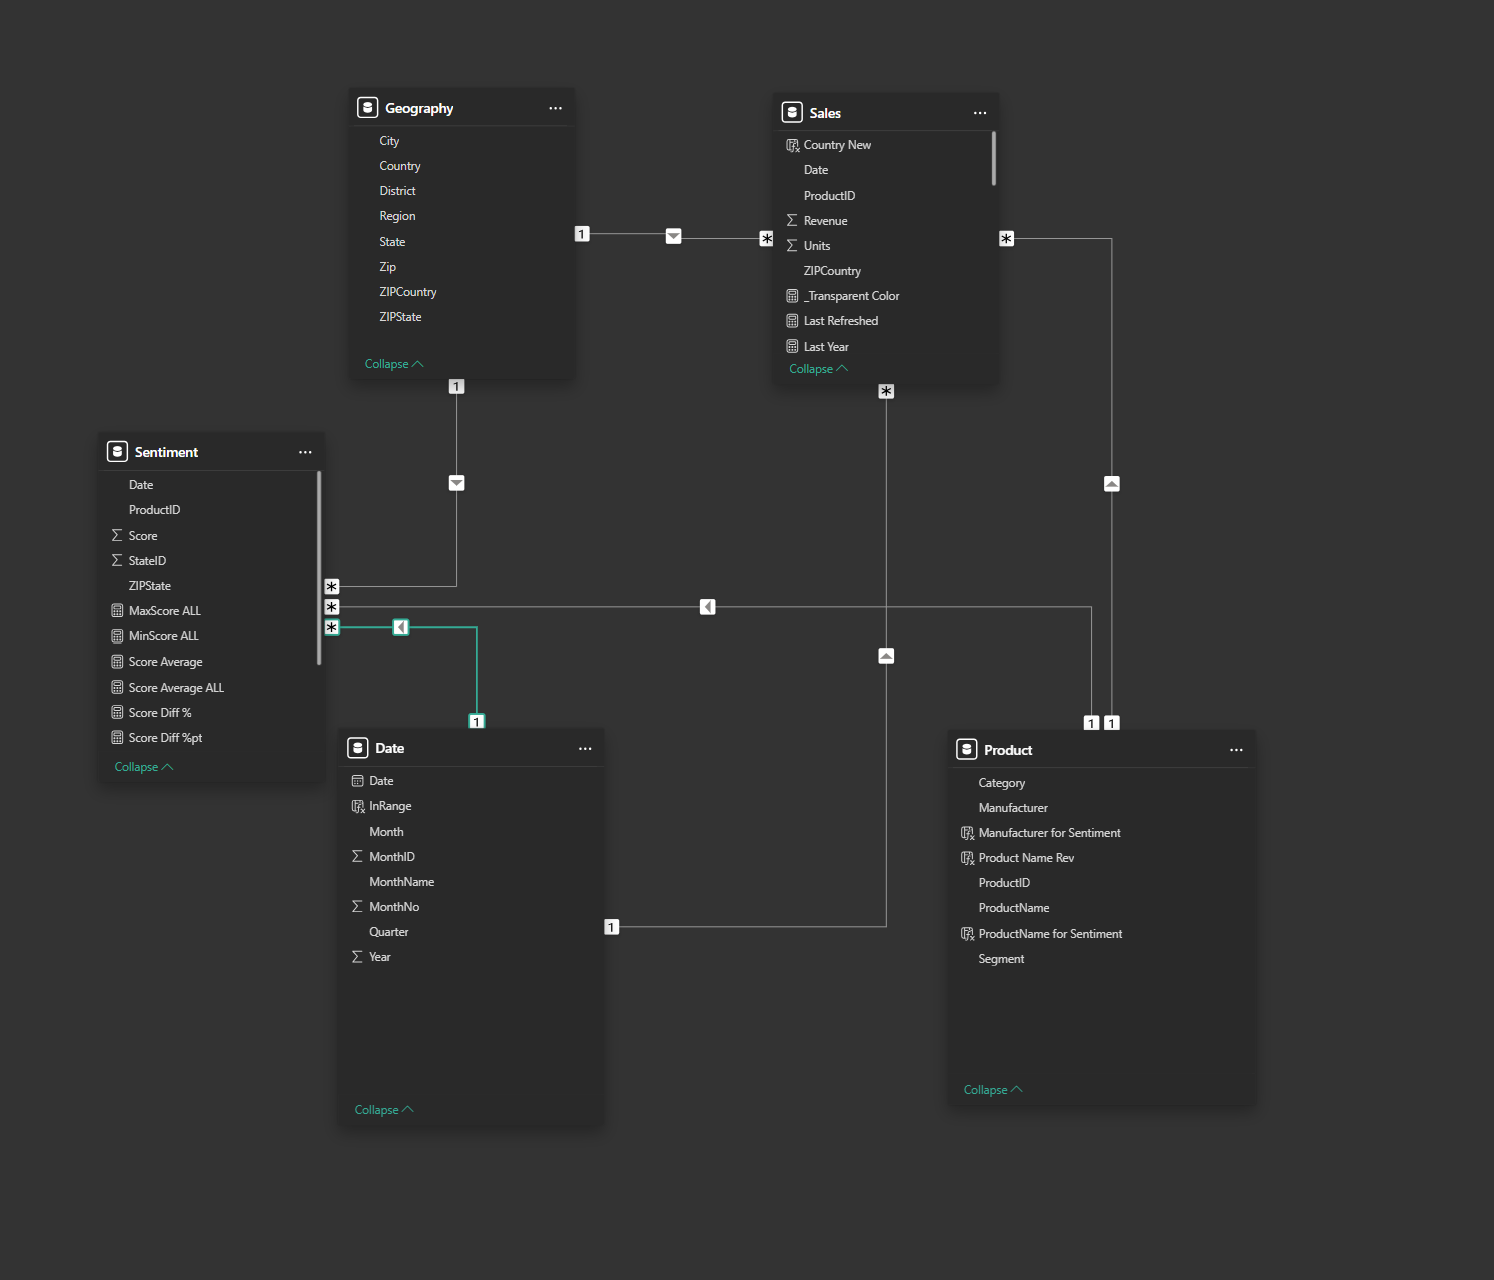 Geography
City
Country
District
Region
State
Zip
ZIPCountry
ZIPState
Collapse
Sales
Country New
Date
ProductID
Revenue
Units
ZIPCountry
_Transparent Color
Last Refreshed
Last Year
Collapse
1
*
*
1
*
Sentiment
Date
ProductID
Score
StateID
ZIPState
MaxScore ALL
MinScore ALL
Score Average
Score Average ALL
Score Diff %
Score Diff %pt
Collapse
*
*
*
1
1
1
Date
Date
InRange
Month
MonthID
MonthName
MonthNo
Quarter
Year
Collapse
1
Product
Category
Manufacturer
Manufacturer for Sentiment
Product Name Rev
ProductID
ProductName
ProductName for Sentiment
Segment
Collapse